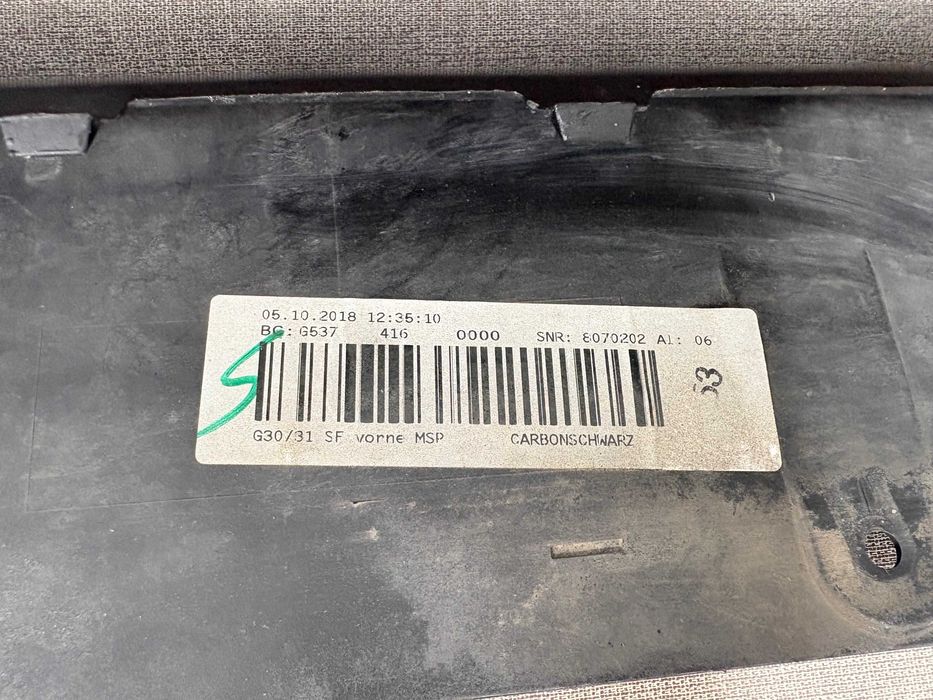 05.10.2018 12:35:10
BG: G537 416 0000 SNR: 8070202 AI: 06
G30/31 SF vorne MSP CARBONSCHWARZ